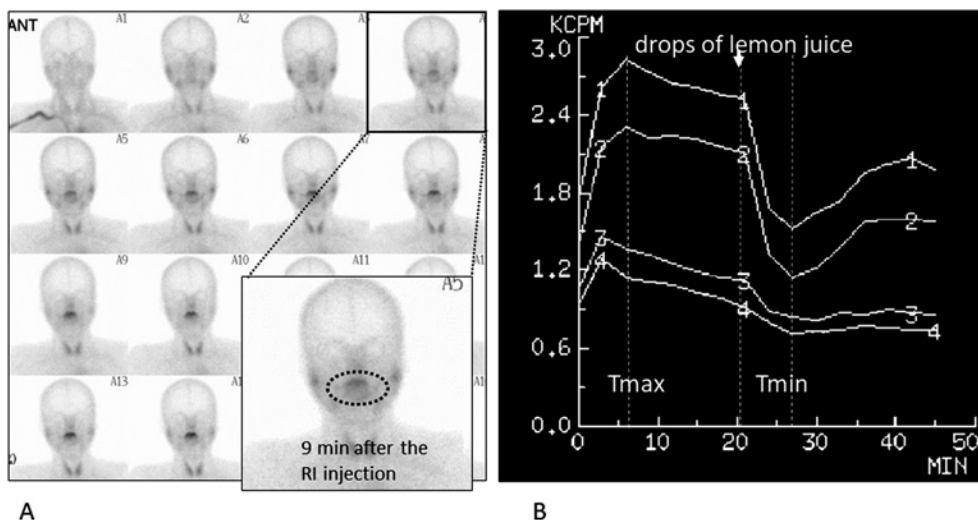 ANT
A1
A2
A3
A5
A6
A7
A9
A10
A11
A5
A13
9 min after the
RI injection
A
KCPM
drops of lemon juice
3.0
2.4
1.8
1.2
0.6
0.0
1
1
1
2
2
2
3
3
3
4
4
4
Tmax
Tmin
0
10
20
30
40
50
MIN
B